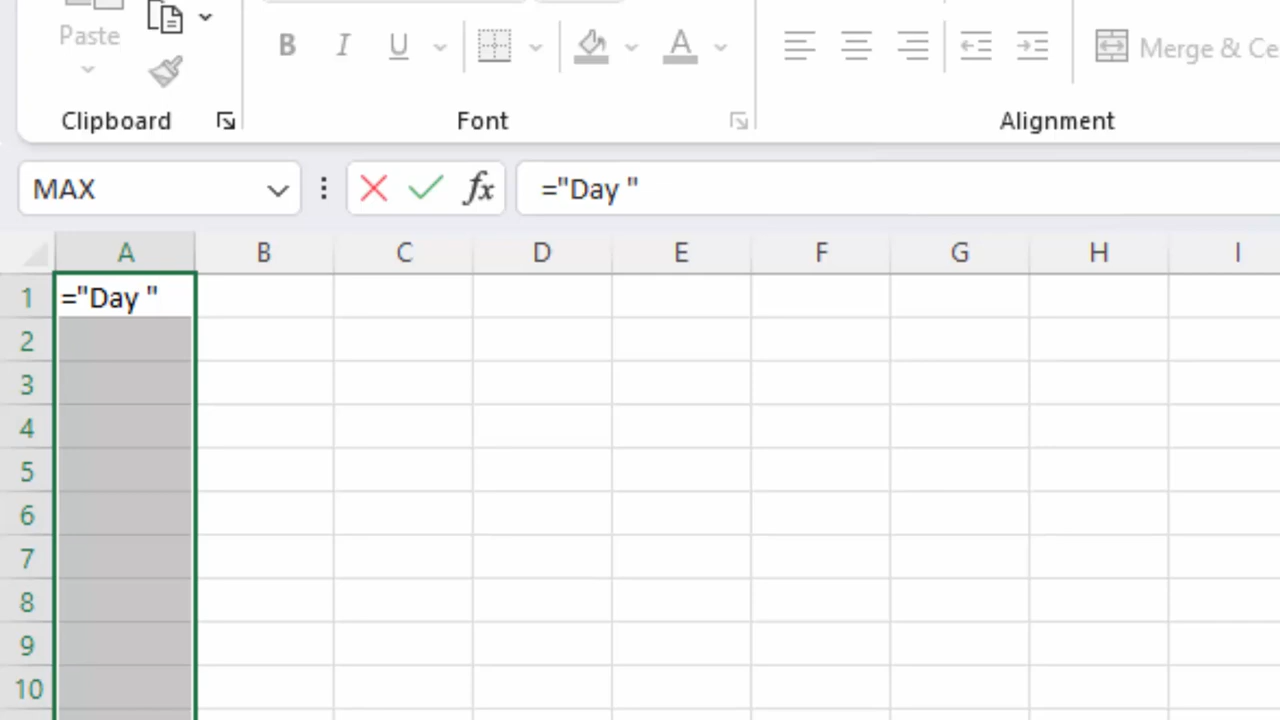 Paste
B I U A Merge & Ce
Clipboard Font Alignment
MAX fx ="Day "
A B C D E F G H I
1 ="Day "
2
3
4
5
6
7
8
9
10